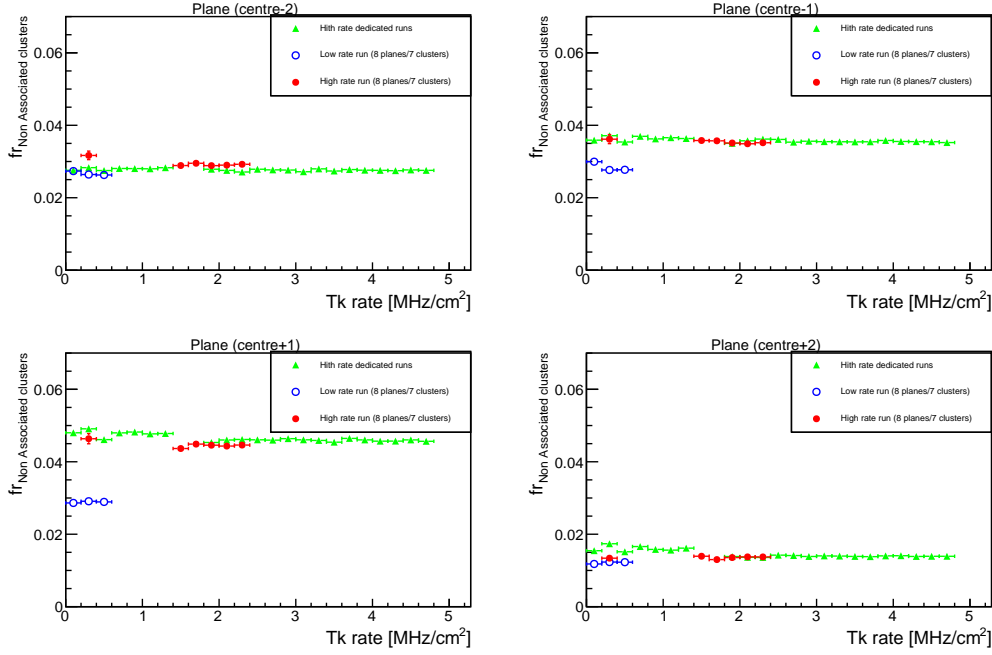 Plane (centre-2)
fr Non Associated clusters
0.06
0.04
0.02
0
Hith rate dedicated runs
Low rate run (8 planes/7 clusters)
High rate run (8 planes/7 clusters)
0 1 2 3 4 5
Tk rate [MHz/cm²]
Plane (centre-1)
fr Non Associated clusters
0.06
0.04
0.02
0
Hith rate dedicated runs
Low rate run (8 planes/7 clusters)
High rate run (8 planes/7 clusters)
0 1 2 3 4 5
Tk rate [MHz/cm²]
Plane (centre+1)
fr Non Associated clusters
0.06
0.04
0.02
0
Hith rate dedicated runs
Low rate run (8 planes/7 clusters)
High rate run (8 planes/7 clusters)
0 1 2 3 4 5
Tk rate [MHz/cm²]
Plane (centre+2)
fr Non Associated clusters
0.06
0.04
0.02
0
Hith rate dedicated runs
Low rate run (8 planes/7 clusters)
High rate run (8 planes/7 clusters)
0 1 2 3 4 5
Tk rate [MHz/cm²]